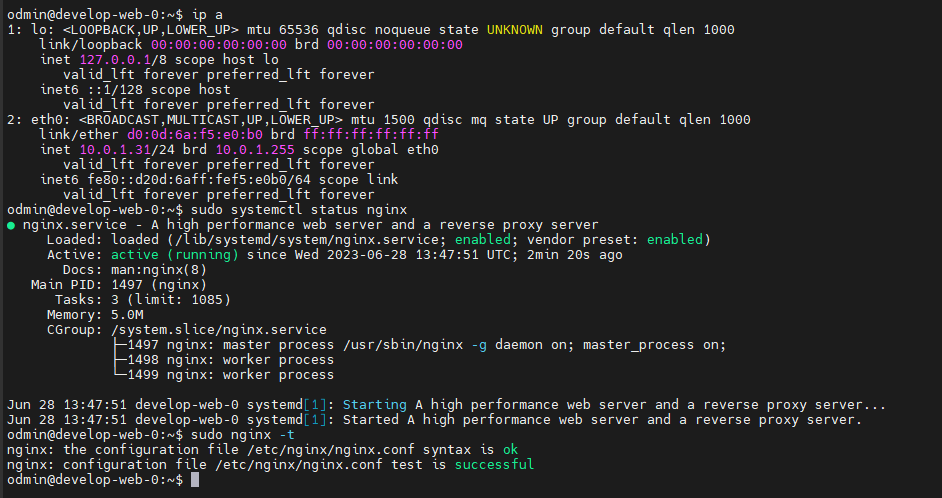 odmin@develop-web-0:~$ ip a
1: lo: <LOOPBACK,UP,LOWER_UP> mtu 65536 qdisc noqueue state UNKNOWN group default qlen 1000
    link/loopback 00:00:00:00:00:00 brd 00:00:00:00:00:00
    inet 127.0.0.1/8 scope host lo
       valid_lft forever preferred_lft forever
    inet6 ::1/128 scope host
       valid_lft forever preferred_lft forever
2: eth0: <BROADCAST,MULTICAST,UP,LOWER_UP> mtu 1500 qdisc mq state UP group default qlen 1000
    link/ether d0:0d:6a:f5:e0:b0 brd ff:ff:ff:ff:ff:ff
    inet 10.0.1.31/24 brd 10.0.1.255 scope global eth0
       valid_lft forever preferred_lft forever
    inet6 fe80::d20d:6aff:fef5:e0b0/64 scope link
       valid_lft forever preferred_lft forever
odmin@develop-web-0:~$ sudo systemctl status nginx
● nginx.service - A high performance web server and a reverse proxy server
     Loaded: loaded (/lib/systemd/system/nginx.service; enabled; vendor preset: enabled)
     Active: active (running) since Wed 2023-06-28 13:47:51 UTC; 2min 20s ago
       Docs: man:nginx(8)
   Main PID: 1497 (nginx)
      Tasks: 3 (limit: 1085)
     Memory: 5.0M
     CGroup: /system.slice/nginx.service
             ├─1497 nginx: master process /usr/sbin/nginx -g daemon on; master_process on;
             ├─1498 nginx: worker process
             └─1499 nginx: worker process

Jun 28 13:47:51 develop-web-0 systemd[1]: Starting A high performance web server and a reverse proxy server...
Jun 28 13:47:51 develop-web-0 systemd[1]: Started A high performance web server and a reverse proxy server.
odmin@develop-web-0:~$ sudo nginx -t
nginx: the configuration file /etc/nginx/nginx.conf syntax is ok
nginx: configuration file /etc/nginx/nginx.conf test is successful
odmin@develop-web-0:~$